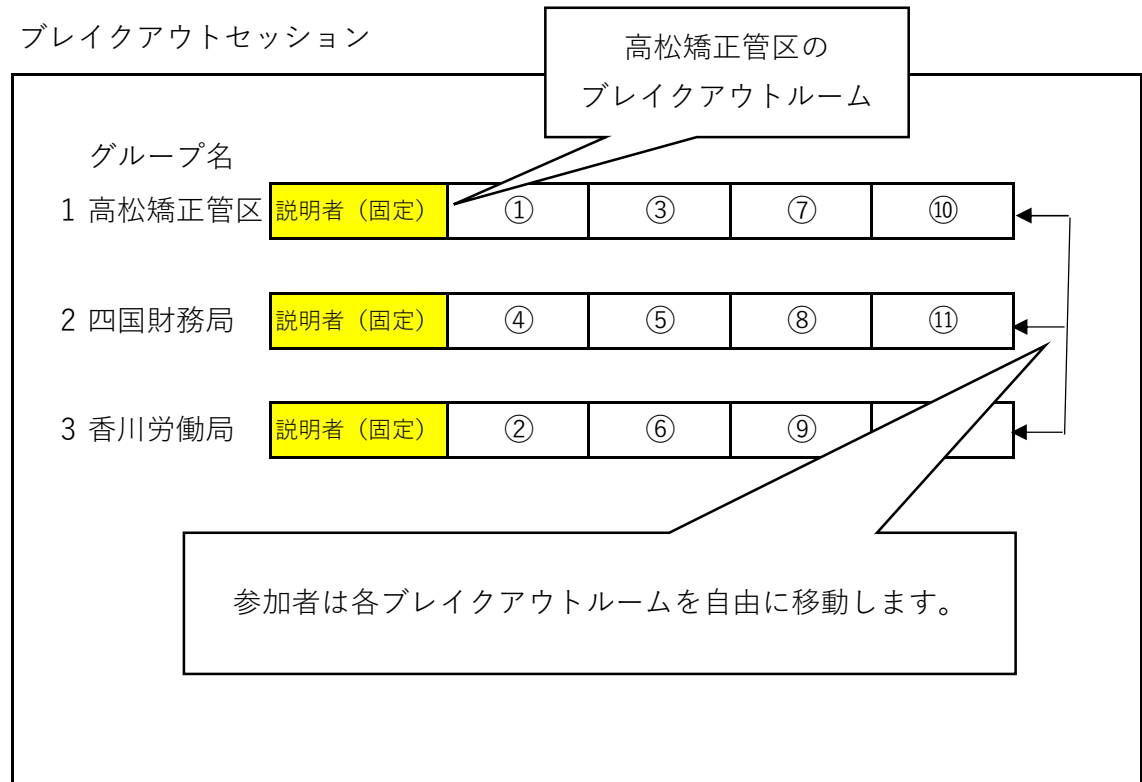 ブレイクアウトセッション
高松矯正管区の
ブレイクアウトルーム
グループ名
1 高松矯正管区 説明者（固定） ① ③ ⑦ ⑩
2 四国財務局 説明者（固定） ④ ⑤ ⑧ ⑪
3 香川労働局 説明者（固定） ② ⑥ ⑨
参加者は各ブレイクアウトルームを自由に移動します。